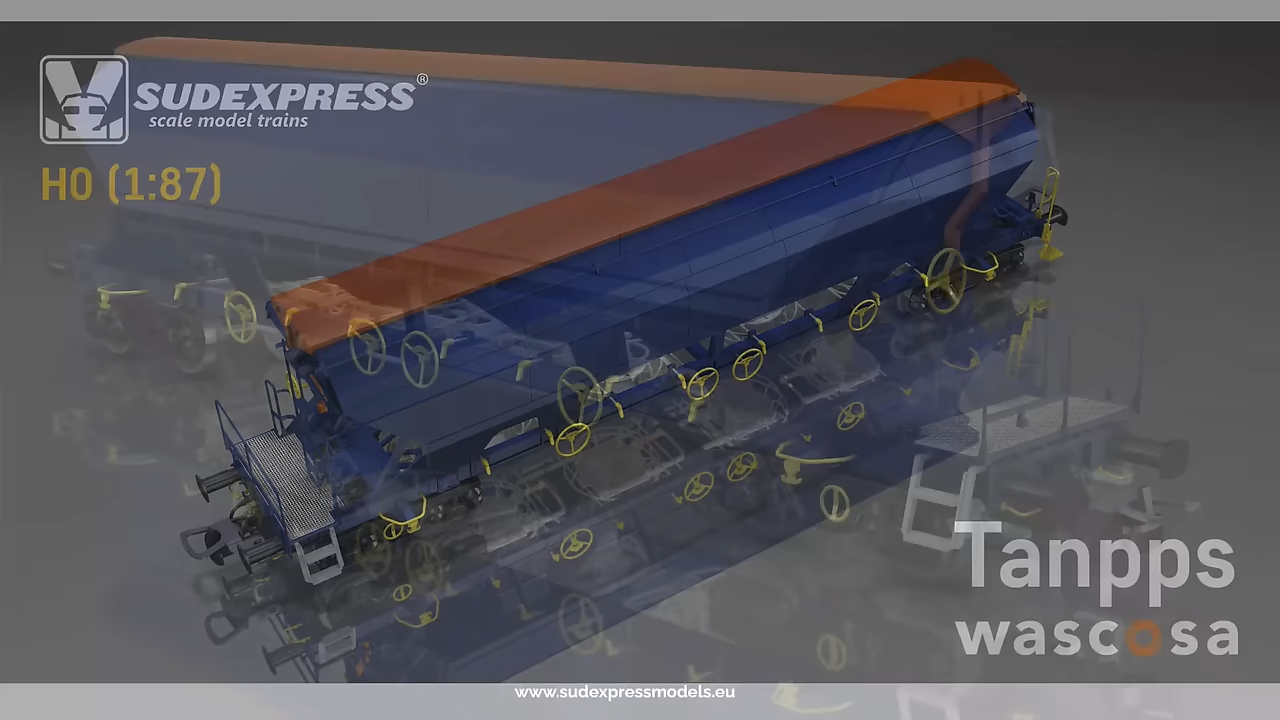 SUDEXPRESS®
scale model trains
H0 (1:87)
Tanpps
wascosa
www.sudexpressmodels.eu